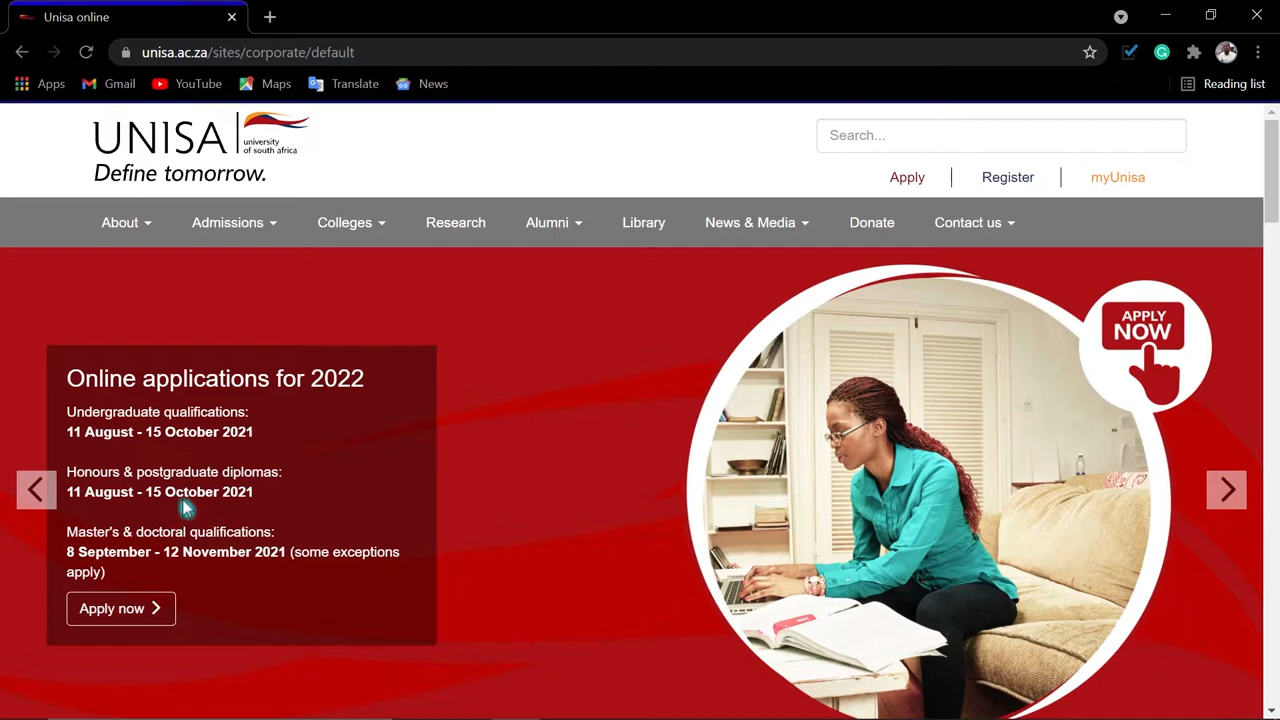 Unisa online
unisa.ac.za/sites/corporate/default
Apps Gmail YouTube Maps Translate News Reading list
UNISA university
of south africa
Define tomorrow.
Search...
Apply Register myUnisa
About Admissions Colleges Research Alumni Library News & Media Donate Contact us
APPLY
NOW
Online applications for 2022
Undergraduate qualifications:
11 August - 15 October 2021
Honours & postgraduate diplomas:
11 August - 15 October 2021
Master's & doctoral qualifications:
8 September - 12 November 2021 (some exceptions
apply)
Apply now